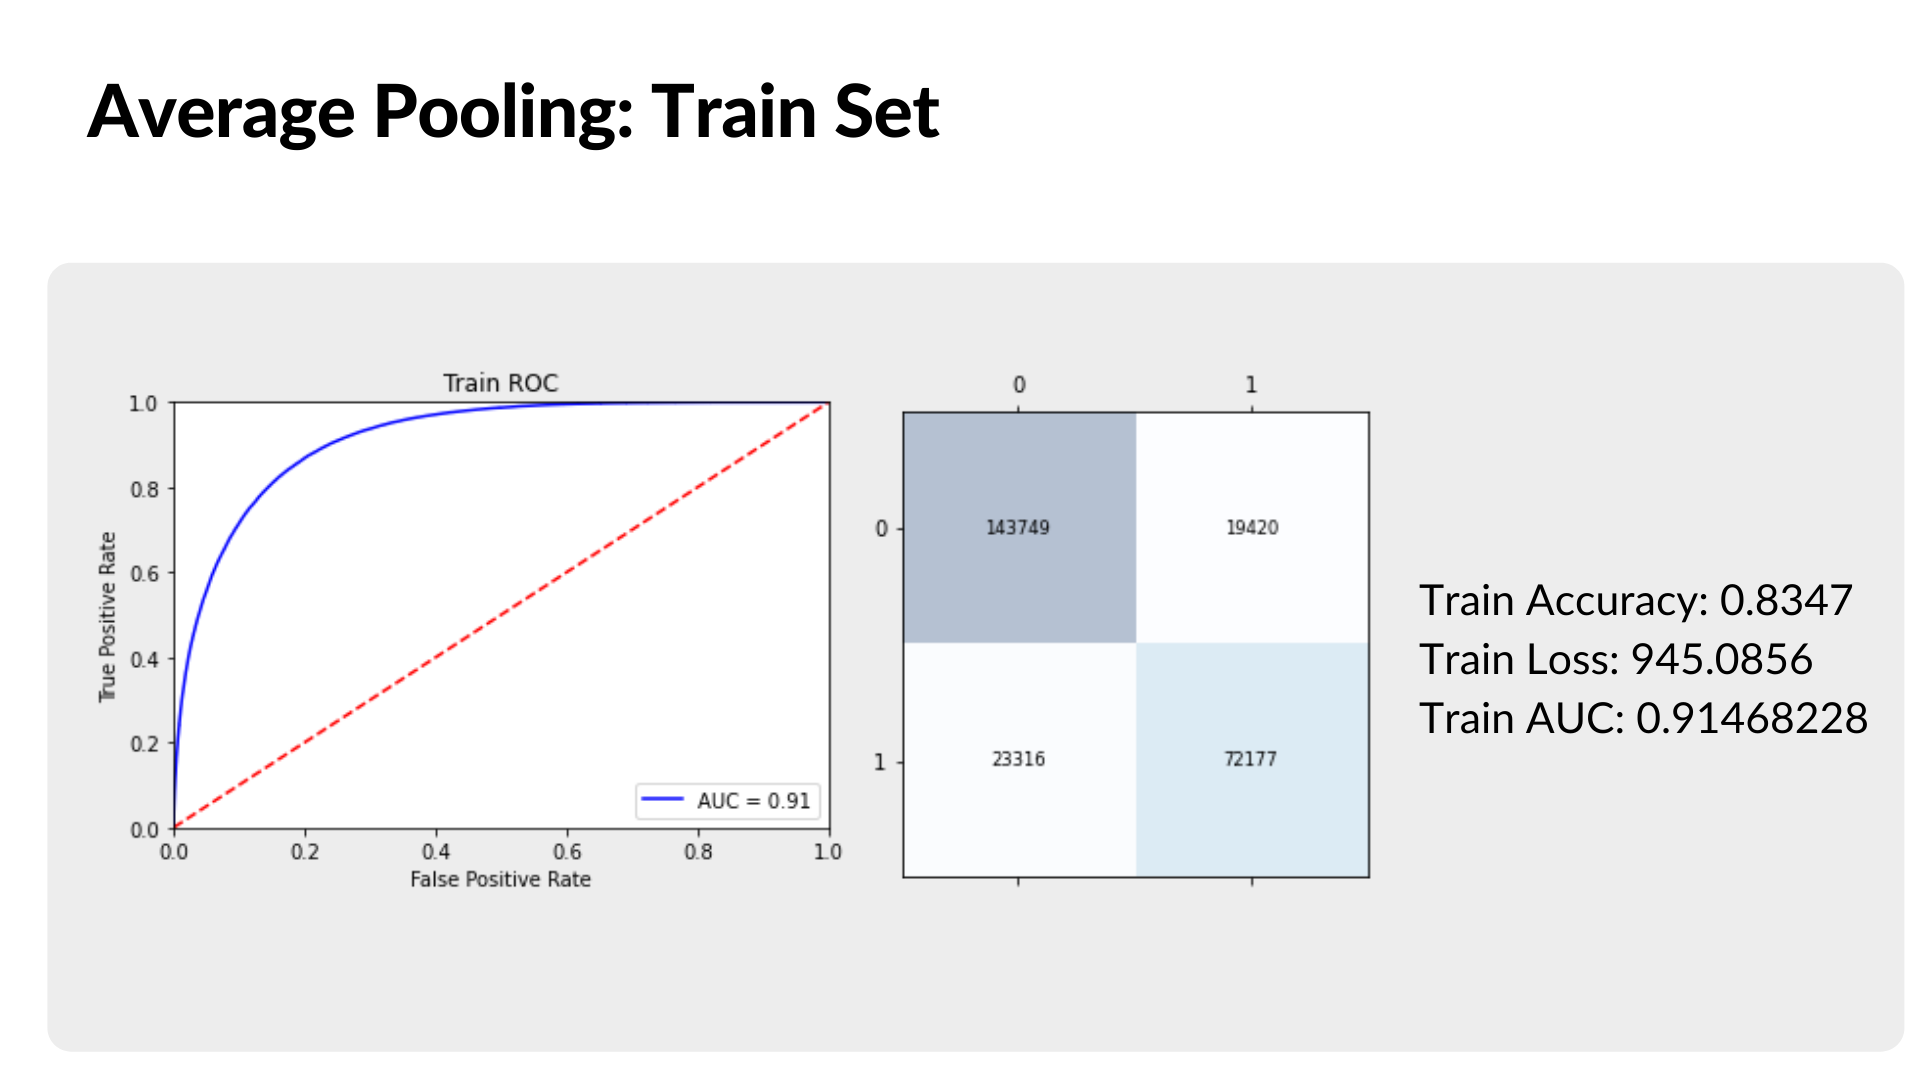 Average Pooling: Train Set
Train ROC
1.0
0.8
0.6
0.4
0.2
0.0
True Positive Rate
0.0 0.2 0.4 0.6 0.8 1.0
False Positive Rate
AUC = 0.91
0 1
0 143749 19420
1 23316 72177
Train Accuracy: 0.8347
Train Loss: 945.0856
Train AUC: 0.91468228